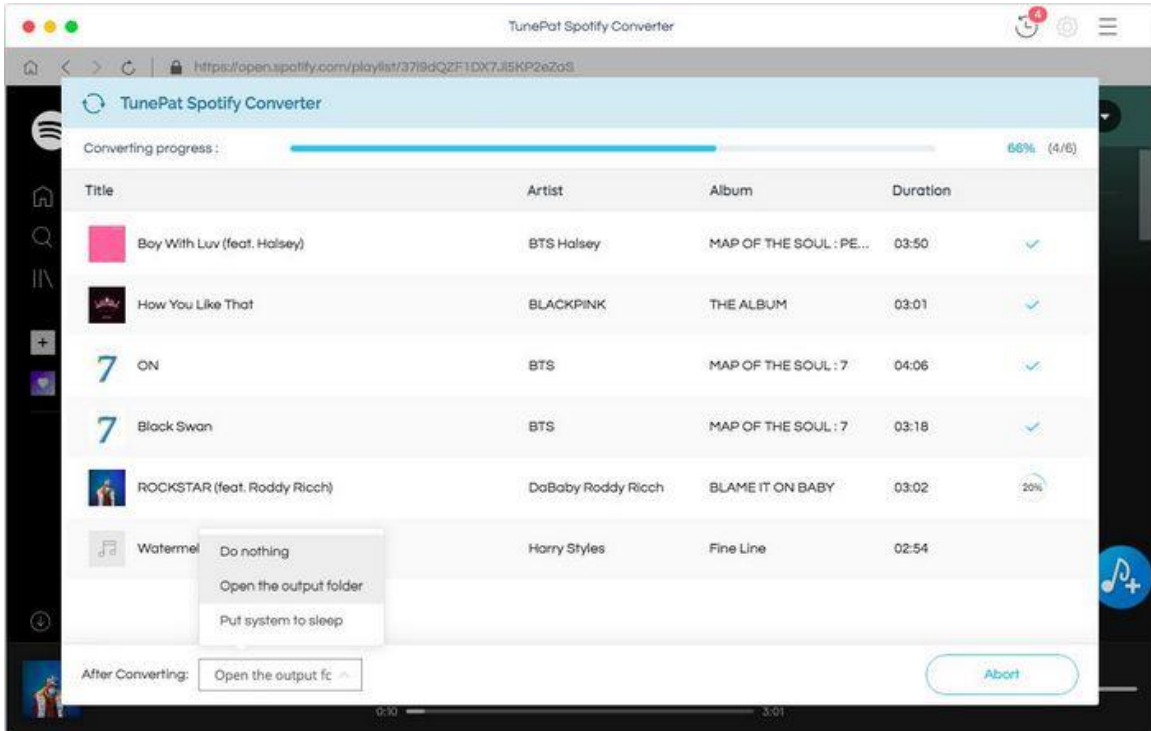 TunePat Spotify Converter
4
https://open.spotify.com/playlist/37i9dQZF1DX7Jl5KP2eZaS
TunePat Spotify Converter
Converting progress :
66% (4/6)
Title Artist Album Duration
Boy With Luv (feat. Halsey) BTS Halsey MAP OF THE SOUL : PE... 03:50
How You Like That BLACKPINK THE ALBUM 03:01
7 ON BTS MAP OF THE SOUL : 7 04:06
7 Black Swan BTS MAP OF THE SOUL : 7 03:18
ROCKSTAR (feat. Roddy Ricch) DaBaby Roddy Ricch BLAME IT ON BABY 03:02 20%
Watermel Harry Styles Fine Line 02:54
Do nothing
Open the output folder
Put system to sleep
After Converting: Open the output fc Abort
0:10 3:01